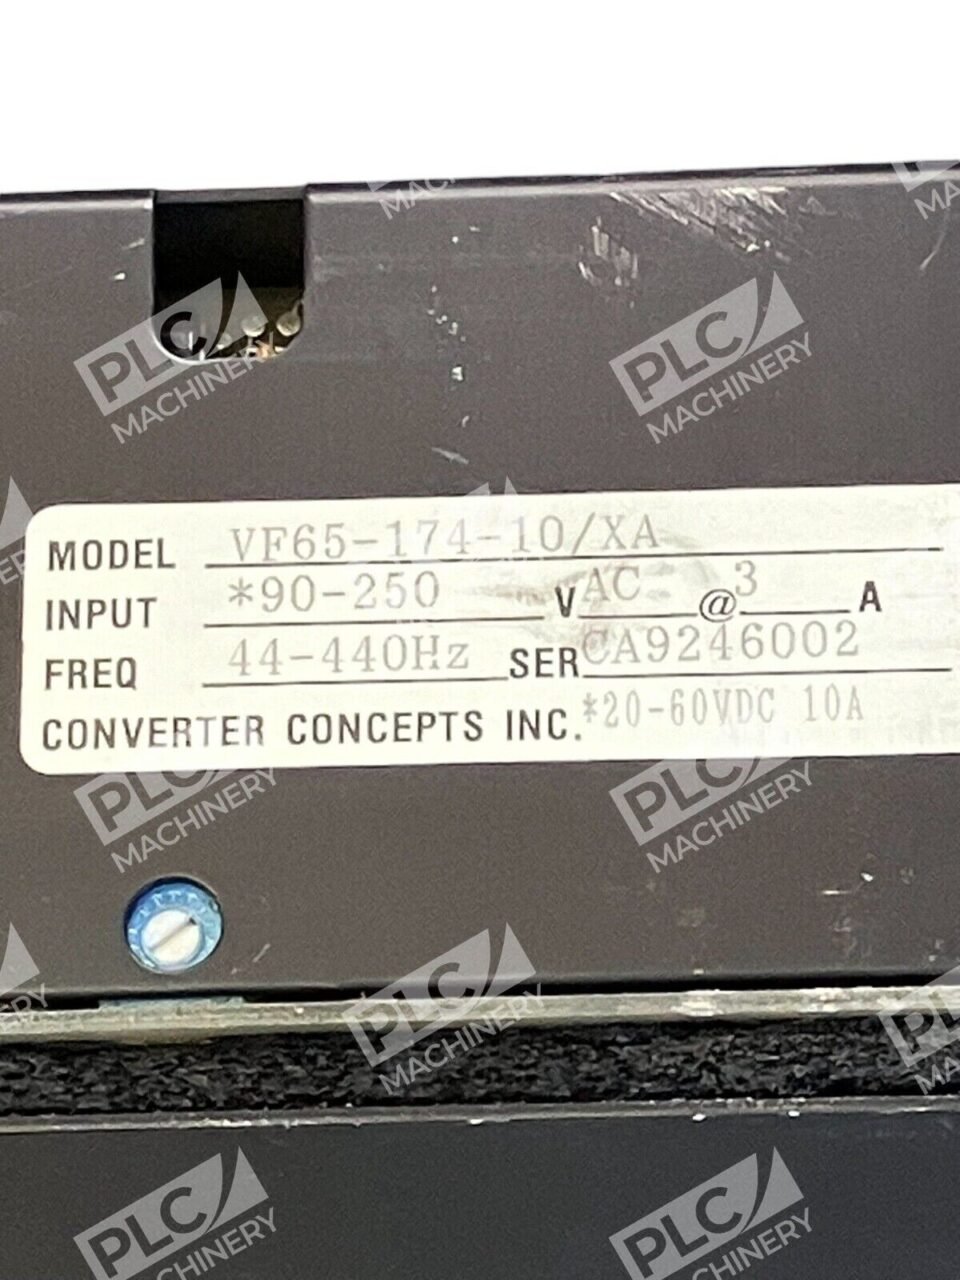 MODEL VF65-174-10/XA
INPUT *90-250 VAC @ 3 A
FREQ 44-440Hz SER CA9246002
CONVERTER CONCEPTS INC. *20-60VDC 10A
PLC MACHINERY